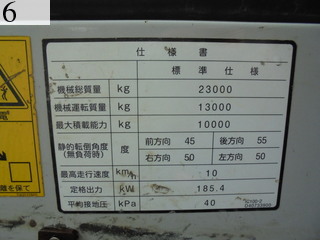 6
仕様書
標準仕様
機械総質量 kg 23000
機械運転質量 kg 13000
最大積載能力 kg 10000
静的転倒角度 (無負荷時) 度 前方向 45 後方向 55
右方向 50 左方向 50
最高走行速度 km/h 10
定格出力 kW 185.4
平均接地圧 kPa 40
を保て